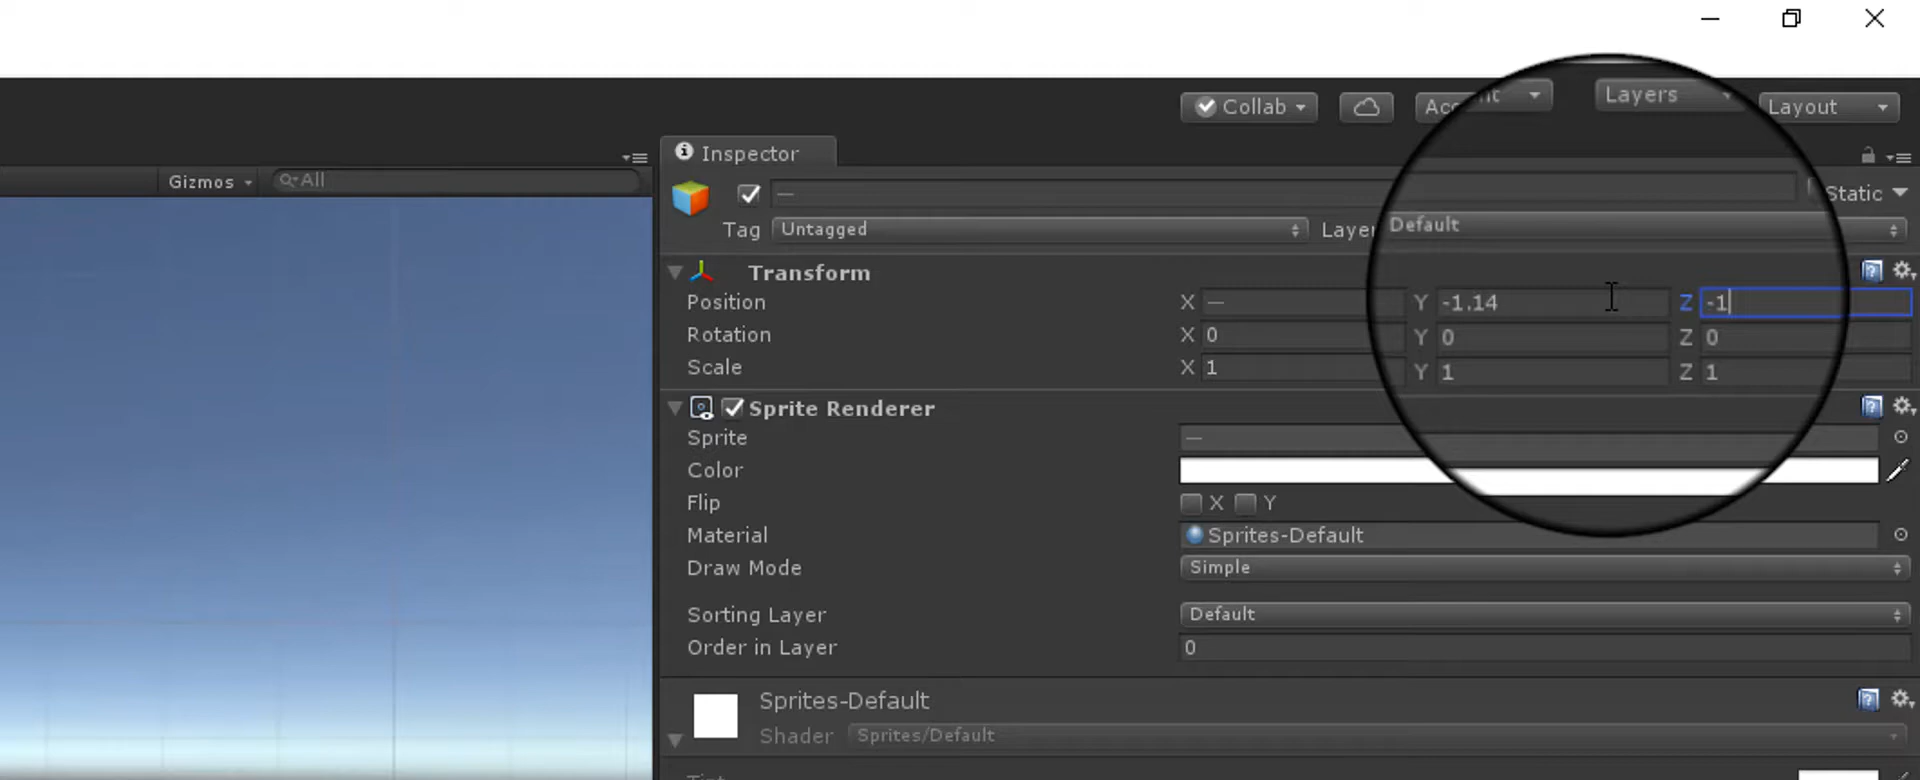 Collab Account Layers Layout
Inspector
Gizmos All
— Static
Tag Untagged Layer Default
Transform
Position X — Y -1.14 Z -1
Rotation X 0 Y 0 Z 0
Scale X 1 Y 1 Z 1
Sprite Renderer
Sprite —
Color
Flip X Y
Material Sprites-Default
Draw Mode Simple
Sorting Layer Default
Order in Layer 0
Sprites-Default
Shader Sprites/Default